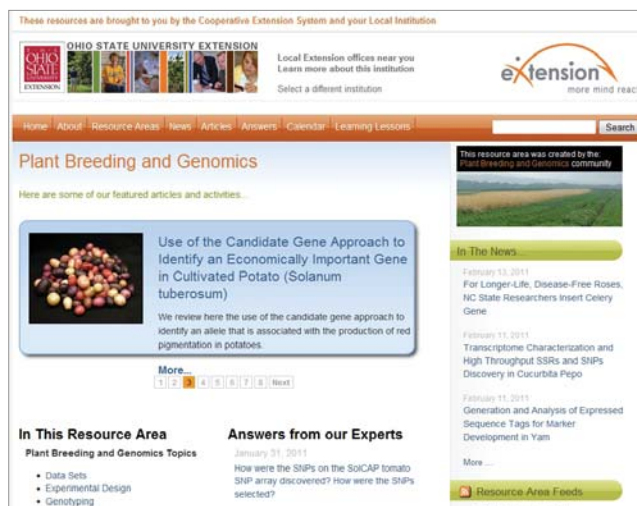 These resources are brought to you by the Cooperative Extension System and your Local Institution
THE
OHIO
STATE
UNIVERSITY
EXTENSION
OHIO STATE UNIVERSITY EXTENSION
Local Extension offices near you
Learn more about this institution
Select a different institution
eXtension
more mind reac
Home About Resource Areas News Articles Answers Calendar Learning Lessons
Search
Plant Breeding and Genomics
Here are some of our featured articles and activities...
Use of the Candidate Gene Approach to
Identify an Economically Important Gene
in Cultivated Potato (Solanum
tuberosum)
We review here the use of the candidate gene approach to
identify an allele that is associated with the production of red
pigmentation in potatoes.
More...
1 2 3 4 5 6 7 8 Next
In This Resource Area
Plant Breeding and Genomics Topics
Data Sets
Experimental Design
Genotyping
Answers from our Experts
January 31, 2011
How were the SNPs on the SolCAP tomato
SNP array discovered? How were the SNPs
selected?
This resource area was created by the:
Plant Breeding and Genomics community
In The News...
February 13, 2011
For Longer-Life, Disease-Free Roses,
NC State Researchers Insert Celery
Gene
February 11, 2011
Transcriptome Characterization and
High Throughput SSRs and SNPs
Discovery in Cucurbita Pepo
February 11, 2011
Generation and Analysis of Expressed
Sequence Tags for Marker
Development in Yam
More ...
Resource Area Feeds